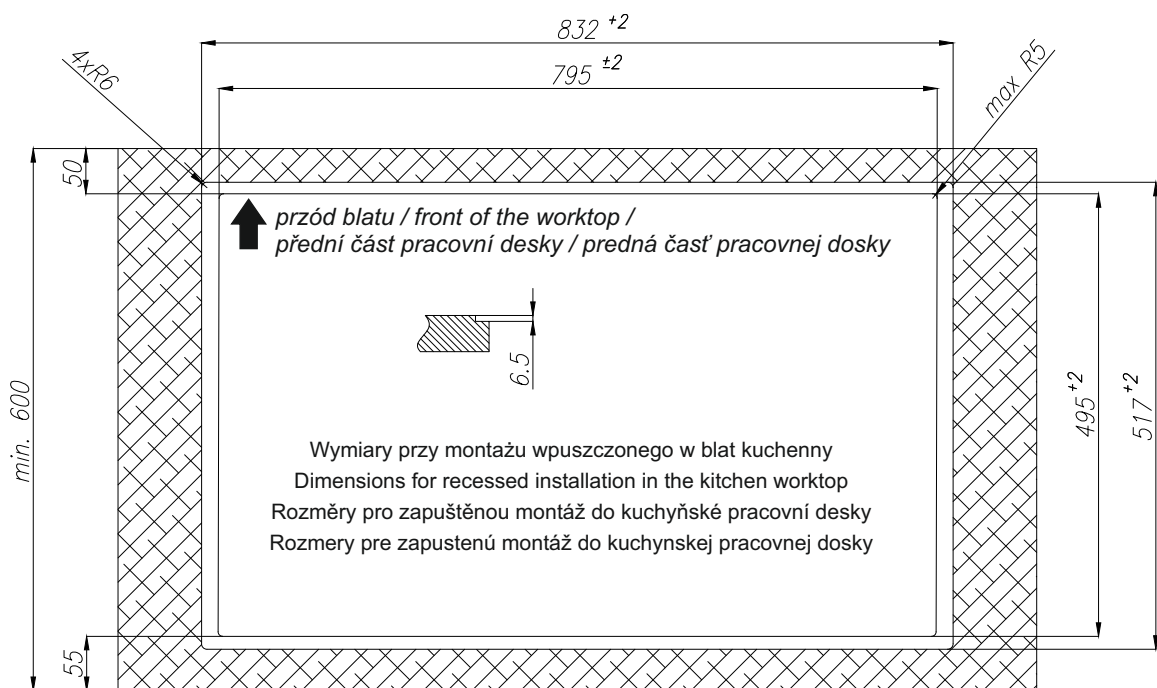 832 +2
795 ±2
4xR6
max R5
50
przód blatu / front of the worktop /
přední část pracovní desky / predná časť pracovnej dosky
6.5
min. 600
495+2
517+2
Wymiary przy montażu wpuszczonego w blat kuchenny
Dimensions for recessed installation in the kitchen worktop
Rozměry pro zapuštěnou montáž do kuchyňské pracovní desky
Rozmery pre zapustenú montáž do kuchynskej pracovnej dosky
55